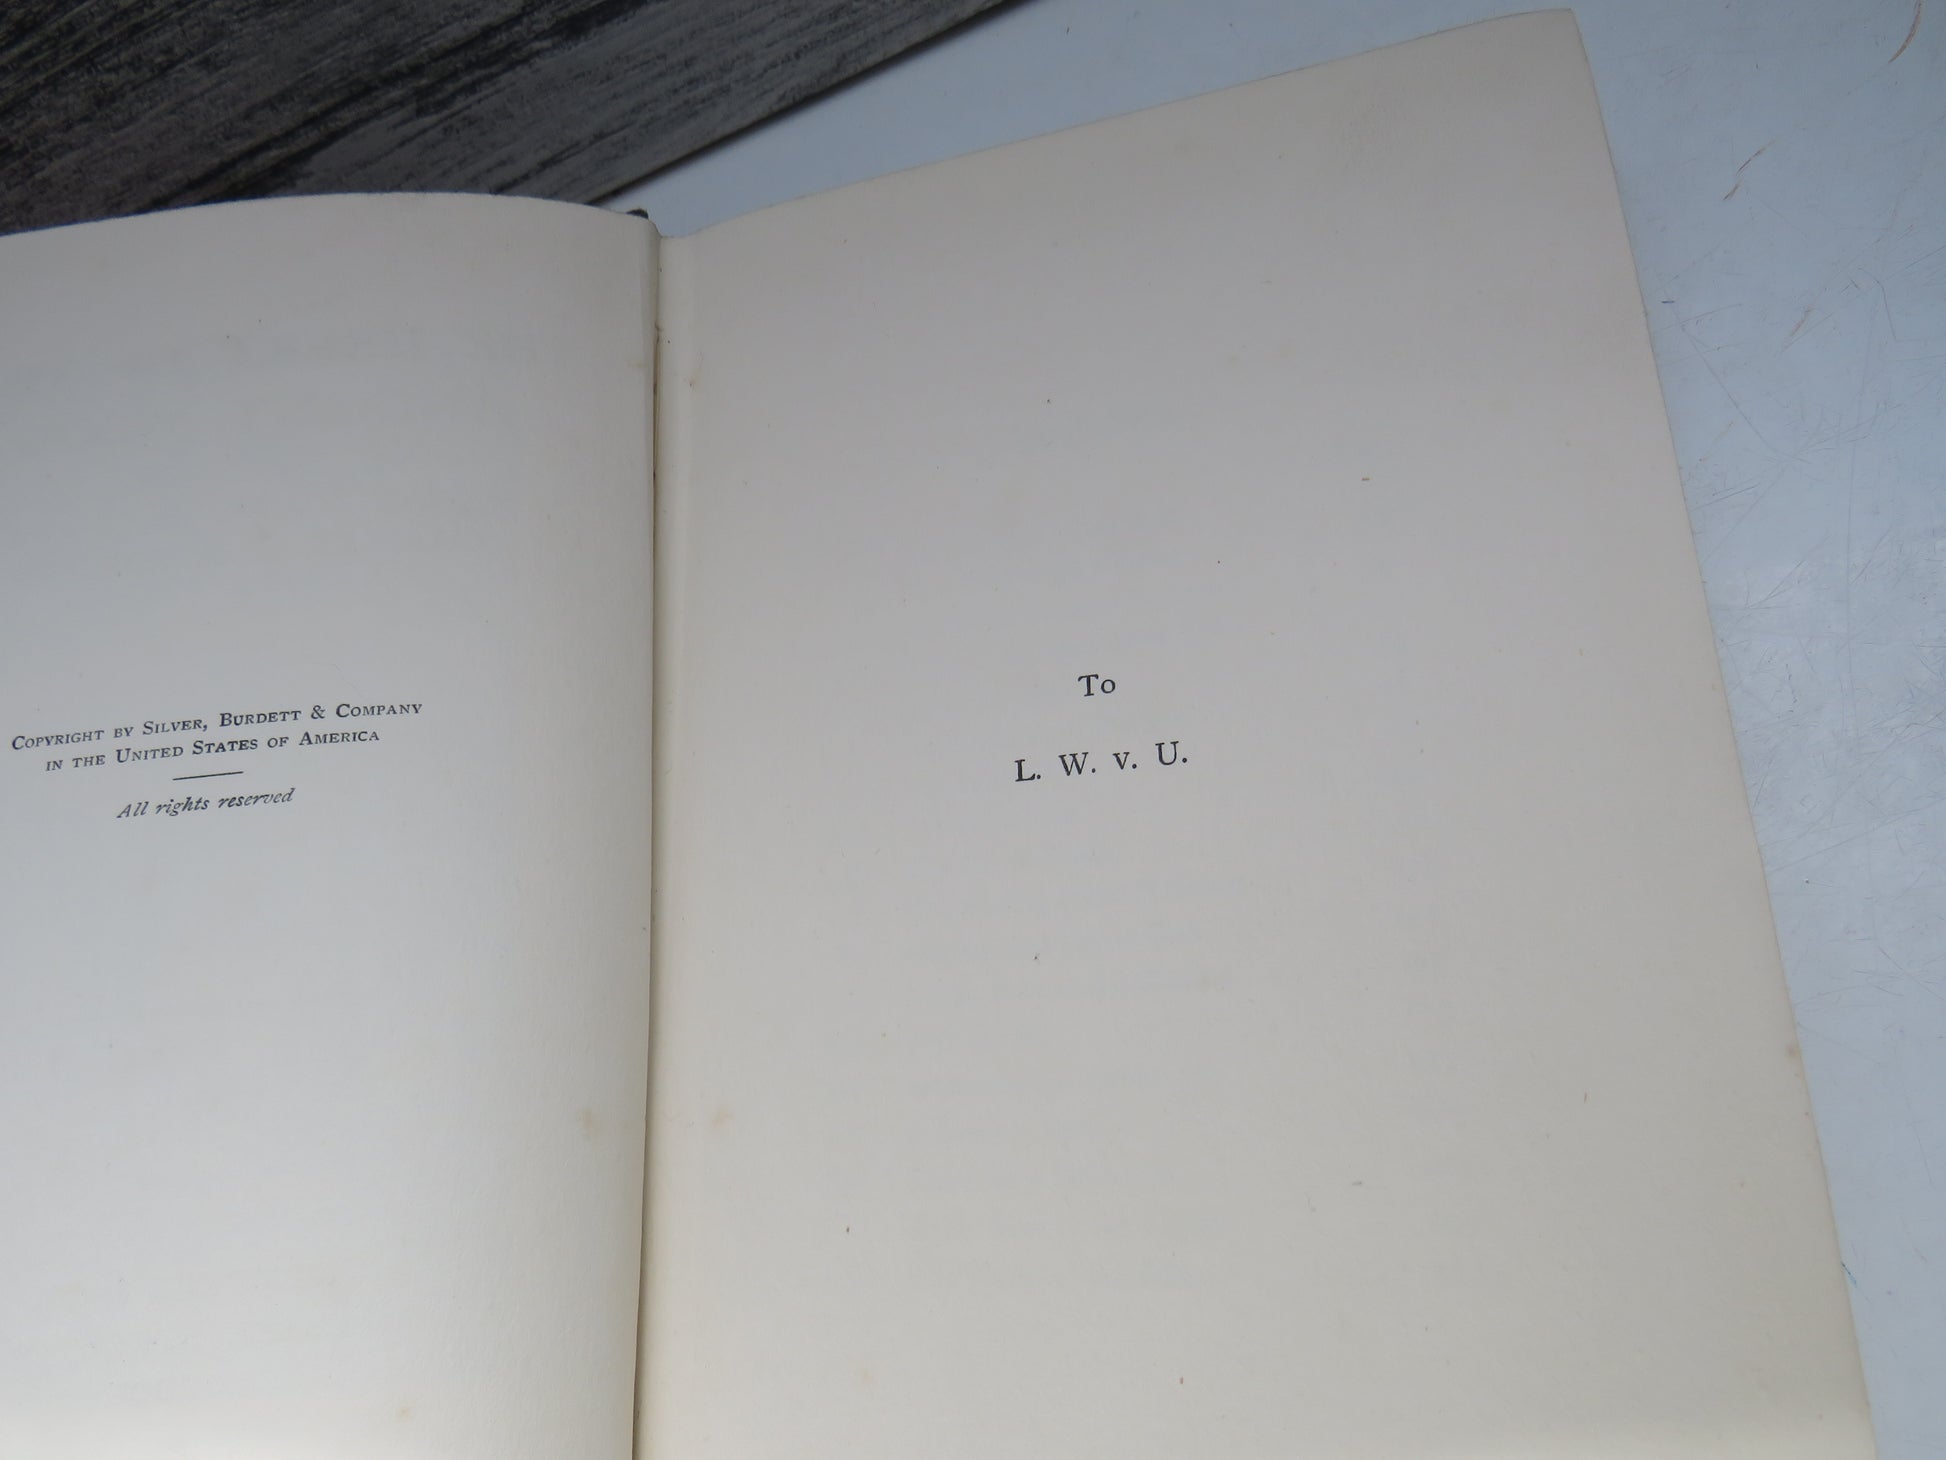 Copyright by Silver, Burdett & Company
in the United States of America
All rights reserved
To
L. W. v. U.